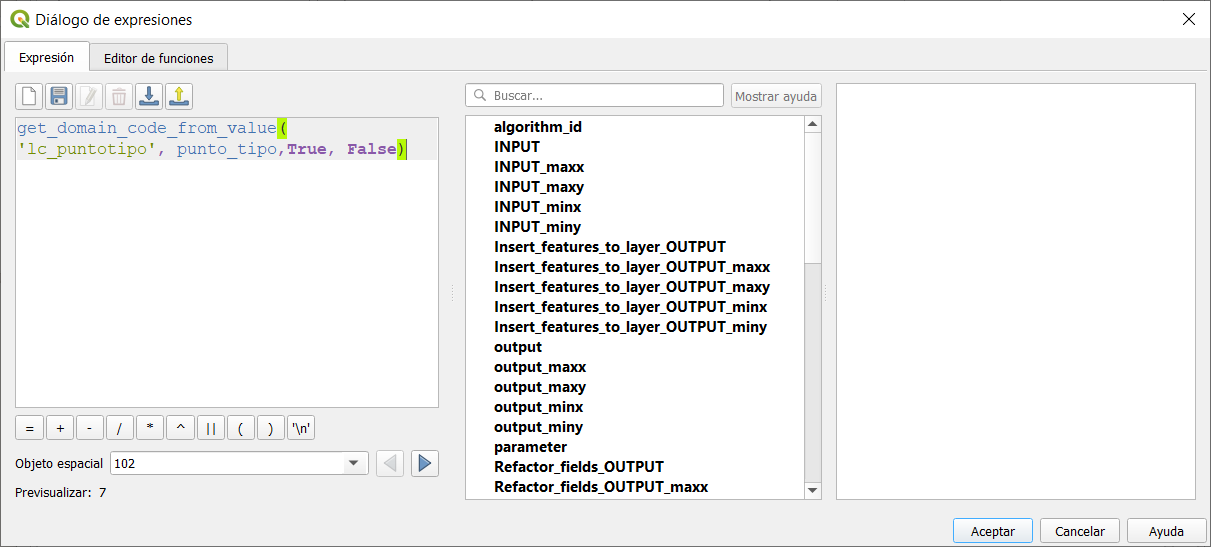 Diálogo de expresiones
Expresión
Editor de funciones
get_domain_code_from_value(
'lc_puntotipo', punto_tipo,True, False)
= + - / * ^ || ( ) '\n'
Objeto espacial 102
Previsualizar: 7
Buscar...
Mostrar ayuda
algorithm_id
INPUT
INPUT_maxx
INPUT_maxy
INPUT_minx
INPUT_miny
Insert_features_to_layer_OUTPUT
Insert_features_to_layer_OUTPUT_maxx
Insert_features_to_layer_OUTPUT_maxy
Insert_features_to_layer_OUTPUT_minx
Insert_features_to_layer_OUTPUT_miny
output
output_maxx
output_maxy
output_minx
output_miny
parameter
Refactor_fields_OUTPUT
Refactor_fields_OUTPUT_maxx
Aceptar
Cancelar
Ayuda